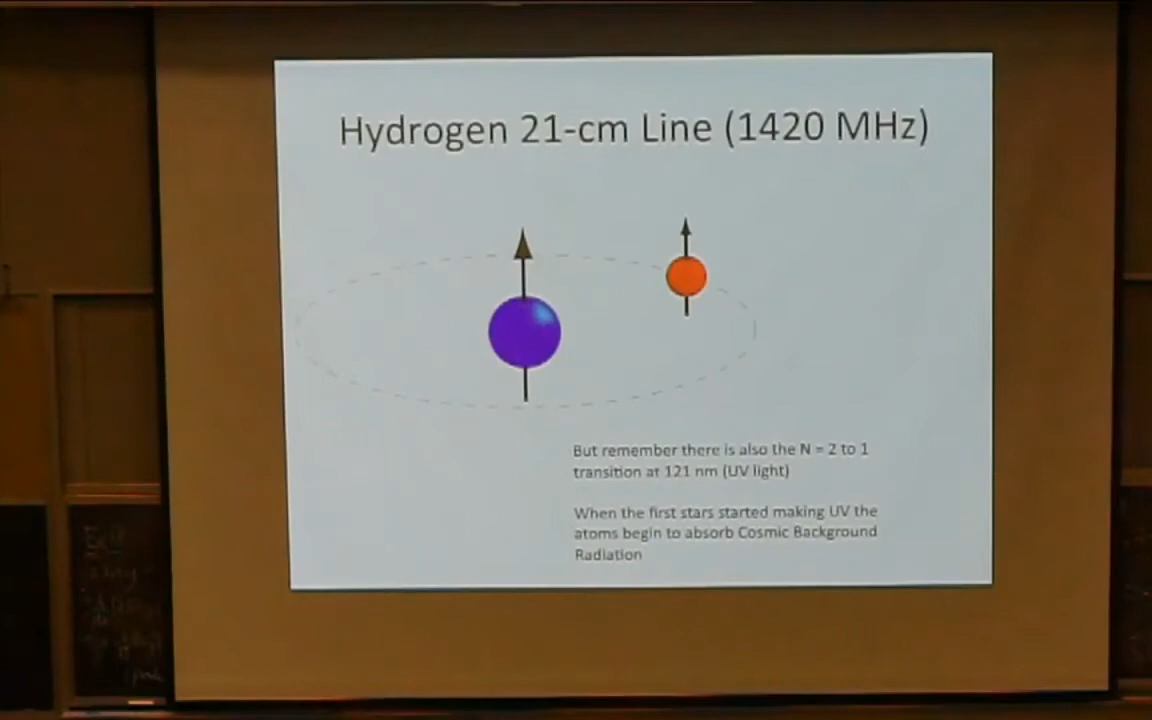 Hydrogen 21-cm Line (1420 MHz)
But remember there is also the N = 2 to 1
transition at 121 nm (UV light)
When the first stars started making UV the
atoms begin to absorb Cosmic Background
Radiation